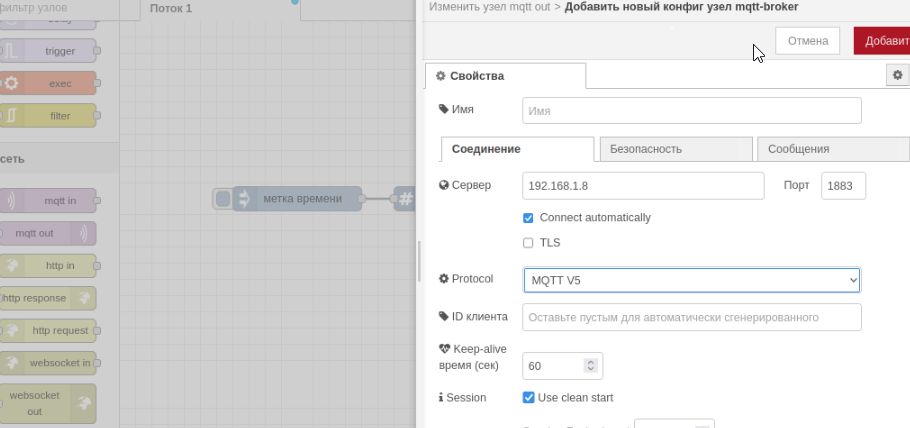 фильтр узлов
Поток 1
Изменить узел mqtt out > Добавить новый конфиг узел mqtt-broker
Отмена
Добавит
trigger
exec
filter
сеть
mqtt in
mqtt out
http in
http response
http request
websocket in
websocket
out
метка времени
#
Свойства
Имя
Имя
Соединение
Безопасность
Сообщения
Сервер
192.168.1.8
Порт
1883
Connect automatically
TLS
Protocol
MQTT V5
ID клиента
Оставьте пустым для автоматически сгенерированного
Keep-alive
время (сек)
60
Session
Use clean start